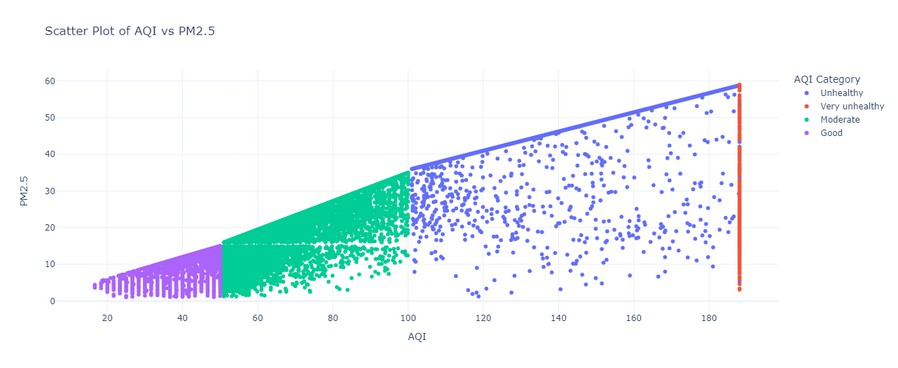 Scatter Plot of AQI vs PM2.5
AQI Category
Unhealthy
Very unhealthy
Moderate
Good
PM2.5
60
50
40
30
20
10
0
20 40 60 80 100 120 140 160 180
AQI